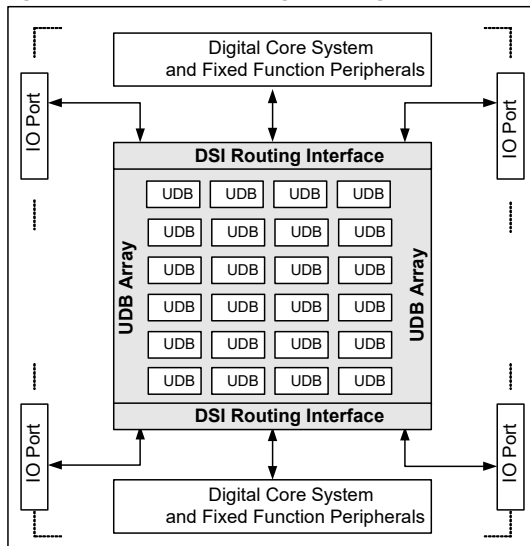 Digital Core System
and Fixed Function Peripherals
IO Port
IO Port
DSI Routing Interface
UDB UDB UDB UDB
UDB UDB UDB UDB
UDB UDB UDB UDB
UDB Array
UDB Array
UDB UDB UDB UDB
UDB UDB UDB UDB
UDB UDB UDB UDB
DSI Routing Interface
IO Port
IO Port
Digital Core System
and Fixed Function Peripherals